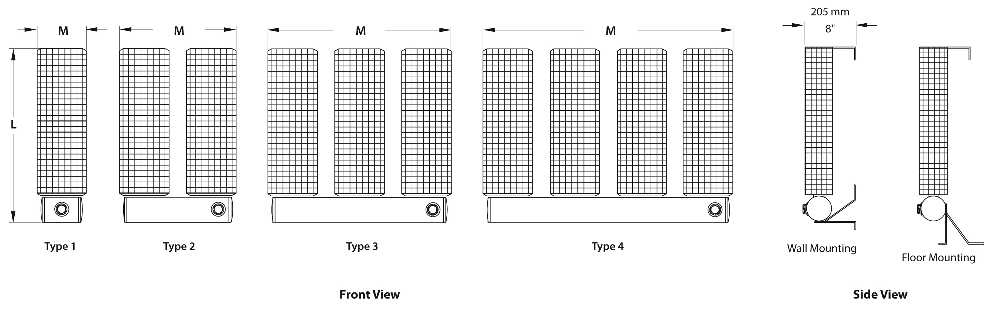 205 mm
8"
M
M
M
M
L
Type 1
Type 2
Type 3
Type 4
Wall Mounting
Floor Mounting
Front View
Side View